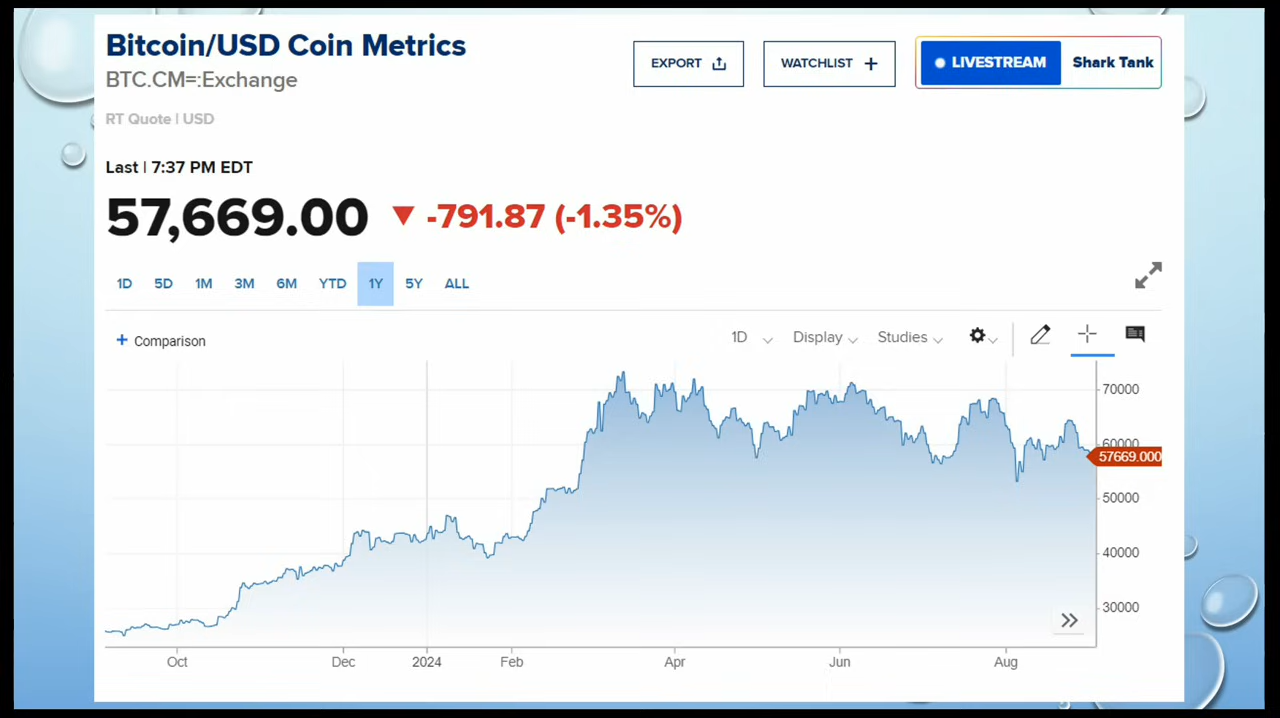 Bitcoin/USD Coin Metrics
BTC.CM=:Exchange
EXPORT
WATCHLIST +
LIVESTREAM
Shark Tank
RT Quote | USD
Last | 7:37 PM EDT
57,669.00 ▼ -791.87 (-1.35%)
1D 5D 1M 3M 6M YTD 1Y 5Y ALL
+ Comparison
1D Display Studies
70000
60000
57669.000
50000
40000
30000
Oct Dec 2024 Feb Apr Jun Aug